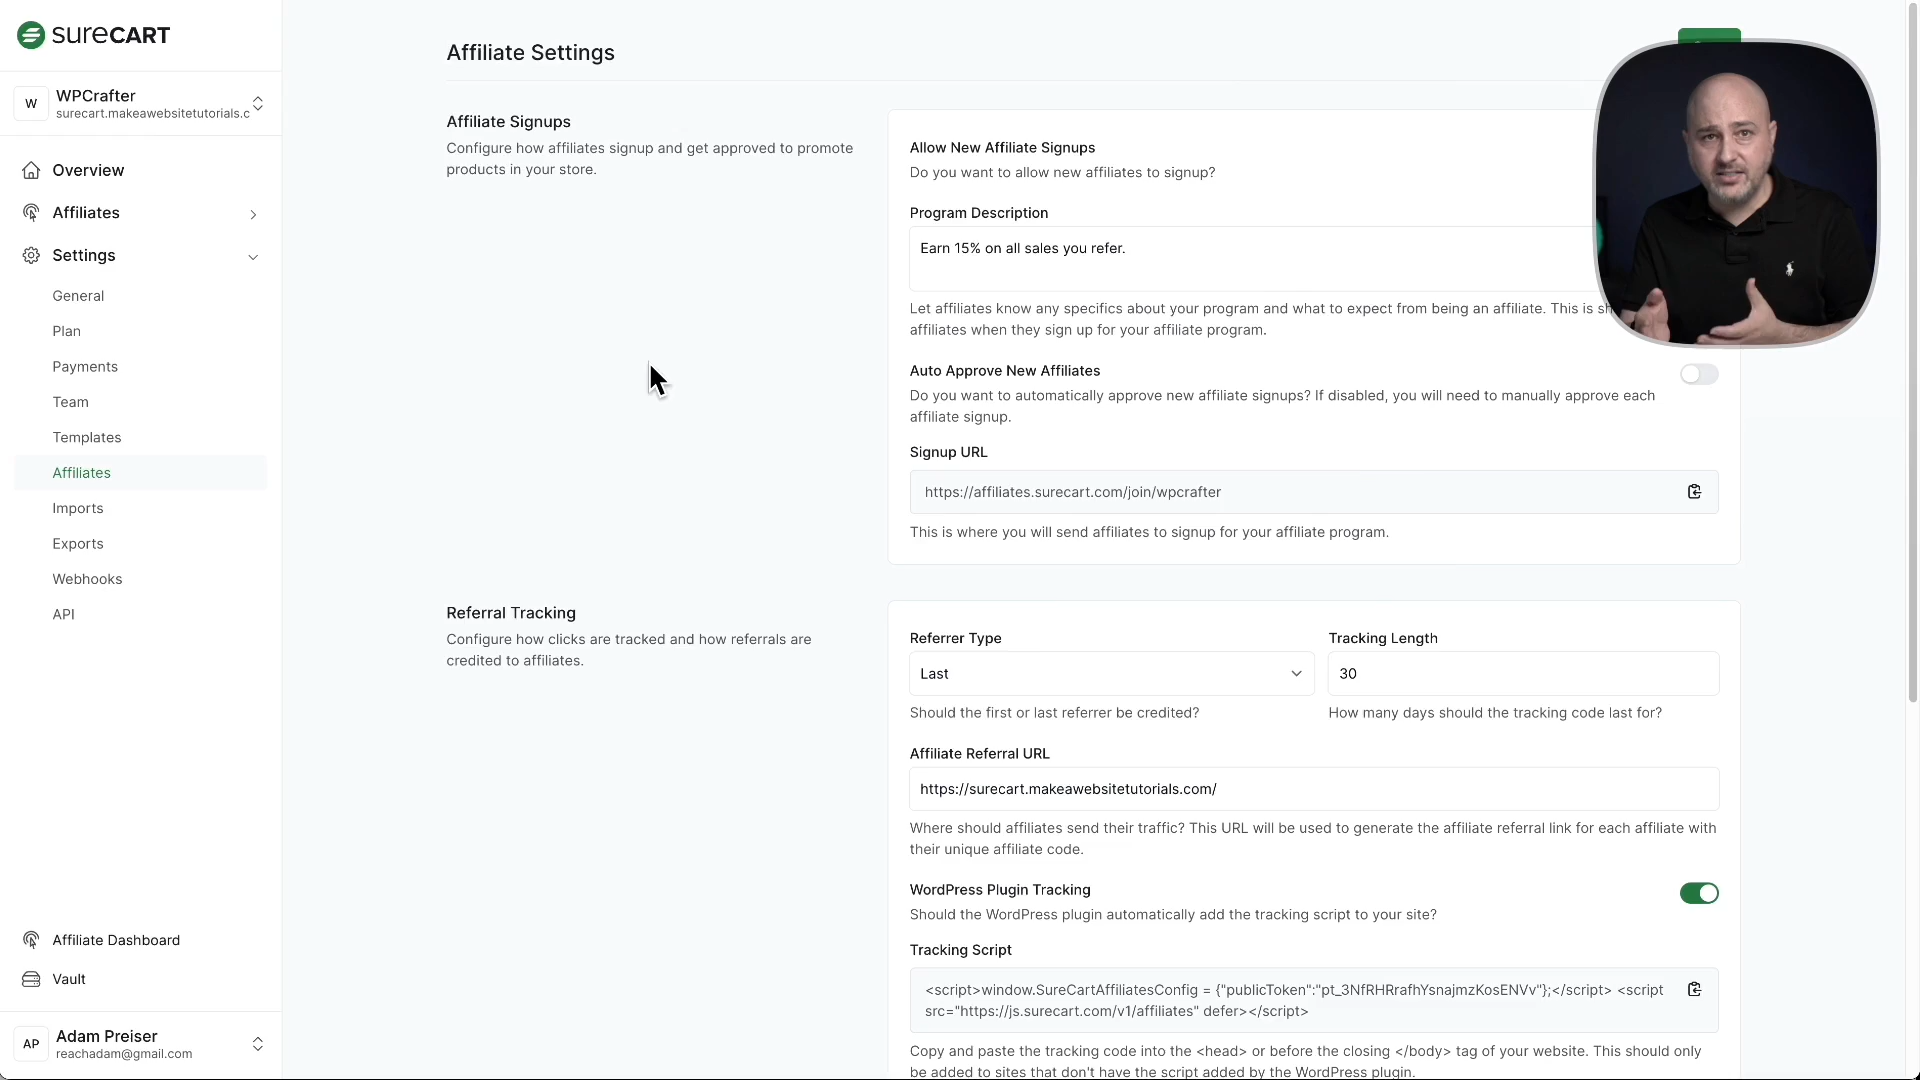 SURECART
Affiliate Settings
W
WPCrafter
surecart.makeawebsitetutorials.c
Overview
Affiliates
Settings
General
Plan
Payments
Team
Templates
Affiliates
Imports
Exports
Webhooks
API
Affiliate Dashboard
Vault
AP
Adam Preiser
reachadam@gmail.com
Affiliate Signups
Configure how affiliates signup and get approved to promote
products in your store.
Allow New Affiliate Signups
Do you want to allow new affiliates to signup?
Program Description
Earn 15% on all sales you refer.
Let affiliates know any specifics about your program and what to expect from being an affiliate. This is sh
affiliates when they sign up for your affiliate program.
Auto Approve New Affiliates
Do you want to automatically approve new affiliate signups? If disabled, you will need to manually approve each
affiliate signup.
Signup URL
https://affiliates.surecart.com/join/wpcrafter
This is where you will send affiliates to signup for your affiliate program.
Referral Tracking
Configure how clicks are tracked and how referrals are
credited to affiliates.
Referrer Type
Tracking Length
Last
30
Should the first or last referrer be credited?
How many days should the tracking code last for?
Affiliate Referral URL
https://surecart.makeawebsitetutorials.com/
Where should affiliates send their traffic? This URL will be used to generate the affiliate referral link for each affiliate with
their unique affiliate code.
WordPress Plugin Tracking
Should the WordPress plugin automatically add the tracking script to your site?
Tracking Script
<script>window.SureCartAffiliatesConfig = {"publicToken":"pt_3NfRHRrafhYsnajmzKosENVv"};</script> <script
src="https://js.surecart.com/v1/affiliates" defer></script>
Copy and paste the tracking code into the <head> or before the closing </body> tag of your website. This should only
be added to sites that don't have the script added by the WordPress plugin.